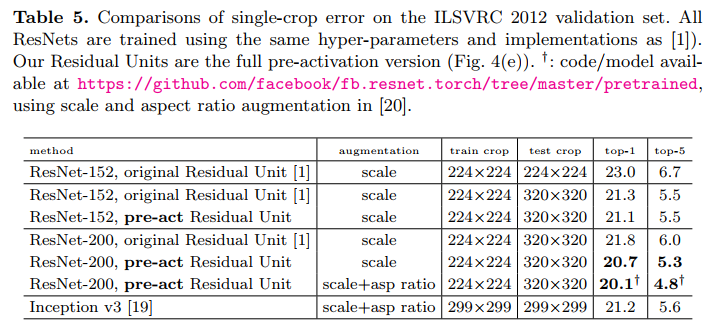 Table 5. Comparisons of single-crop error on the ILSVRC 2012 validation set. All
ResNets are trained using the same hyper-parameters and implementations as [1]).
Our Residual Units are the full pre-activation version (Fig. 4(e)). †: code/model avail-
able at https://github.com/facebook/fb.resnet.torch/tree/master/pretrained,
using scale and aspect ratio augmentation in [20].
method augmentation train crop test crop top-1 top-5
ResNet-152, original Residual Unit [1] scale 224×224 224×224 23.0 6.7
ResNet-152, original Residual Unit [1] scale 224×224 320×320 21.3 5.5
ResNet-152, pre-act Residual Unit scale 224×224 320×320 21.1 5.5
ResNet-200, original Residual Unit [1] scale 224×224 320×320 21.8 6.0
ResNet-200, pre-act Residual Unit scale 224×224 320×320 20.7 5.3
ResNet-200, pre-act Residual Unit scale+asp ratio 224×224 320×320 20.1† 4.8†
Inception v3 [19] scale+asp ratio 299×299 299×299 21.2 5.6